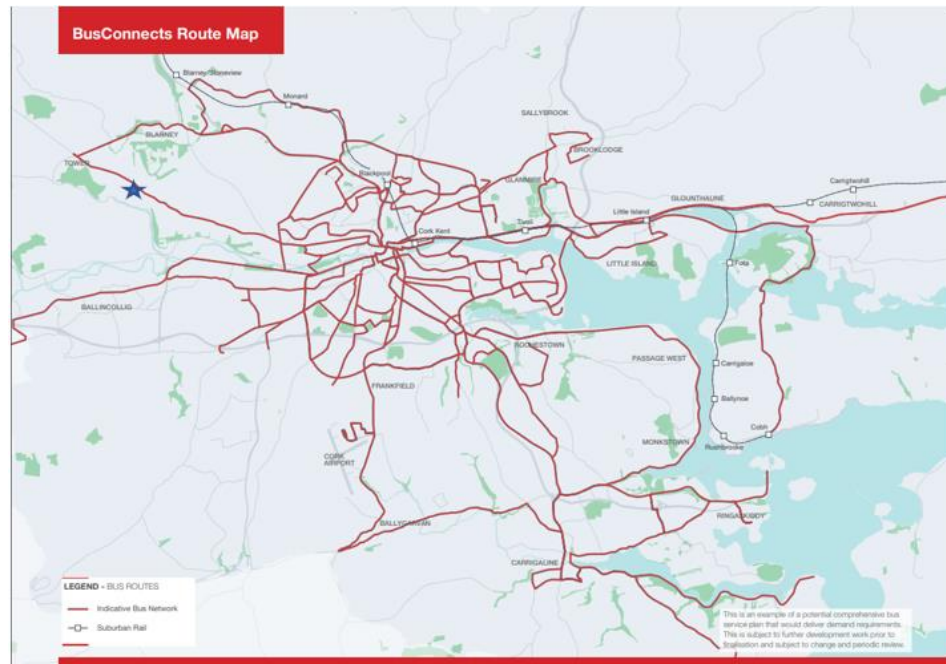 BusConnects Route Map
Blarney/Stoneview
Monard
SALLYBROOK
BLARNEY
BROOKLODGE
TOWER
Blackpool
GLANMIRE
Carrigtwohill
GLOUNTHAUNE
CARRIGTWOHILL
Little Island
Tivoli
Cork Kent
LITTLE ISLAND
Fota
BALLINCOLLIG
ROCHESTOWN
PASSAGE WEST
Carrigaloe
FRANKFIELD
Ballynoe
Rushbrooke
Cobh
MONKSTOWN
CORK
AIRPORT
RINGASKIDDY
BALLYGARVAN
CARRIGALINE
LEGEND - BUS ROUTES
Indicative Bus Network
Suburban Rail
This is an example of a potential comprehensive bus
service plan that would deliver demand requirements.
This is subject to further development work prior to
finalisation and subject to change and periodic review.